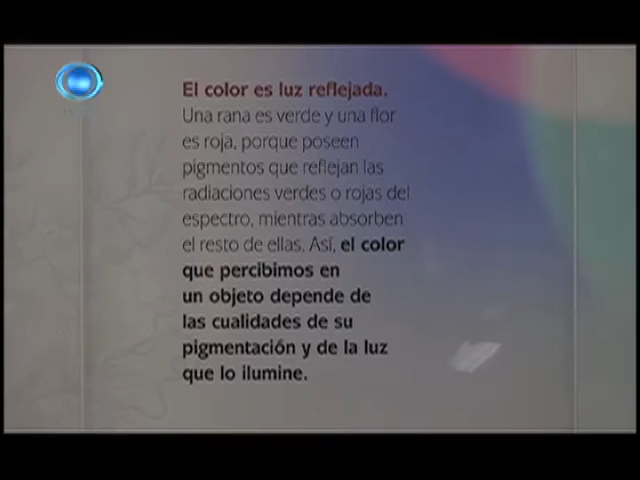 El color es luz reflejada.
Una rana es verde y una flor
es roja, porque poseen
pigmentos que reflejan las
radiaciones verdes o rojas del
espectro, mientras absorben
el resto de ellas. Así, el color
que percibimos en
un objeto depende de
las cualidades de su
pigmentación y de la luz
que lo ilumine.